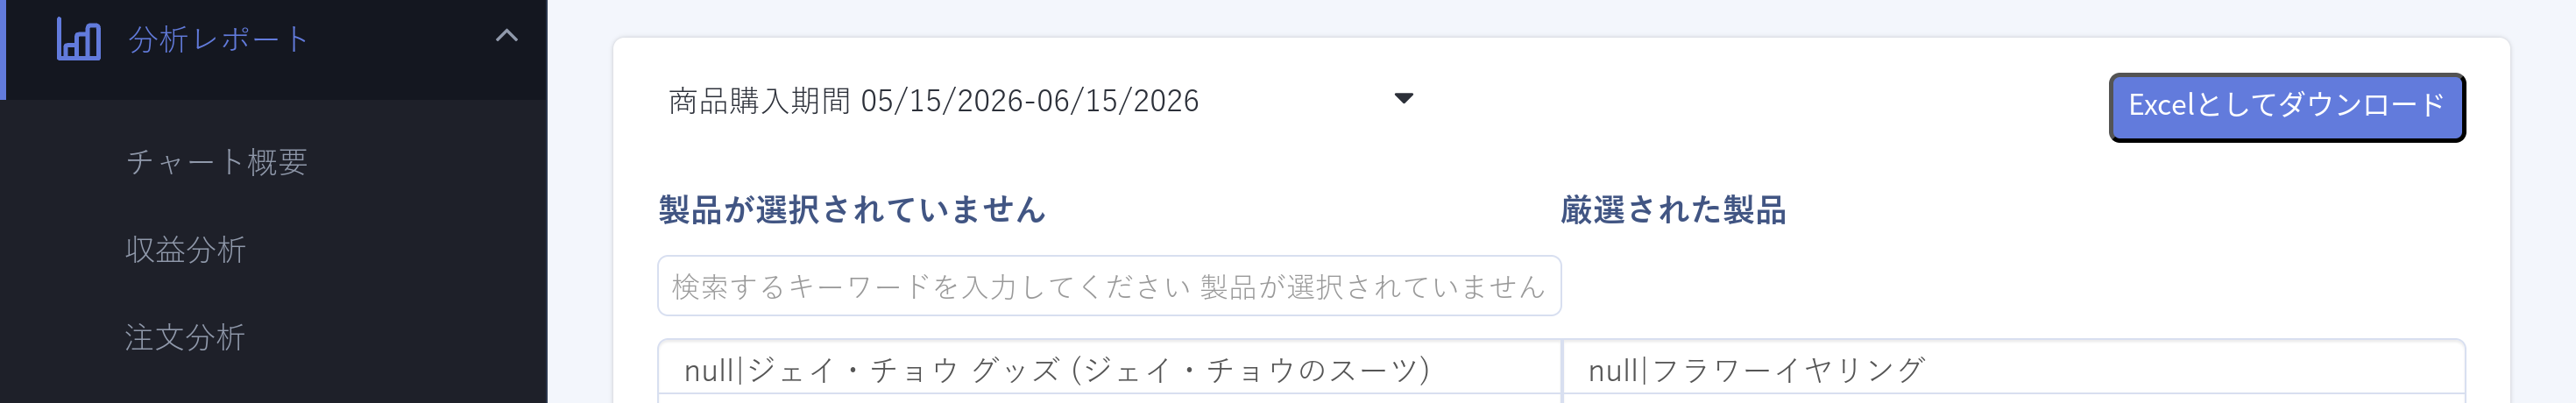 分析レポート
チャート概要
収益分析
注文分析
商品購入期間 05/15/2026-06/15/2026
Excelとしてダウンロード
製品が選択されていません
厳選された製品
検索するキーワードを入力してください 製品が選択されていません
null|ジェイ・チョウ グッズ (ジェイ・チョウのスーツ)
null|フラワーイヤリング